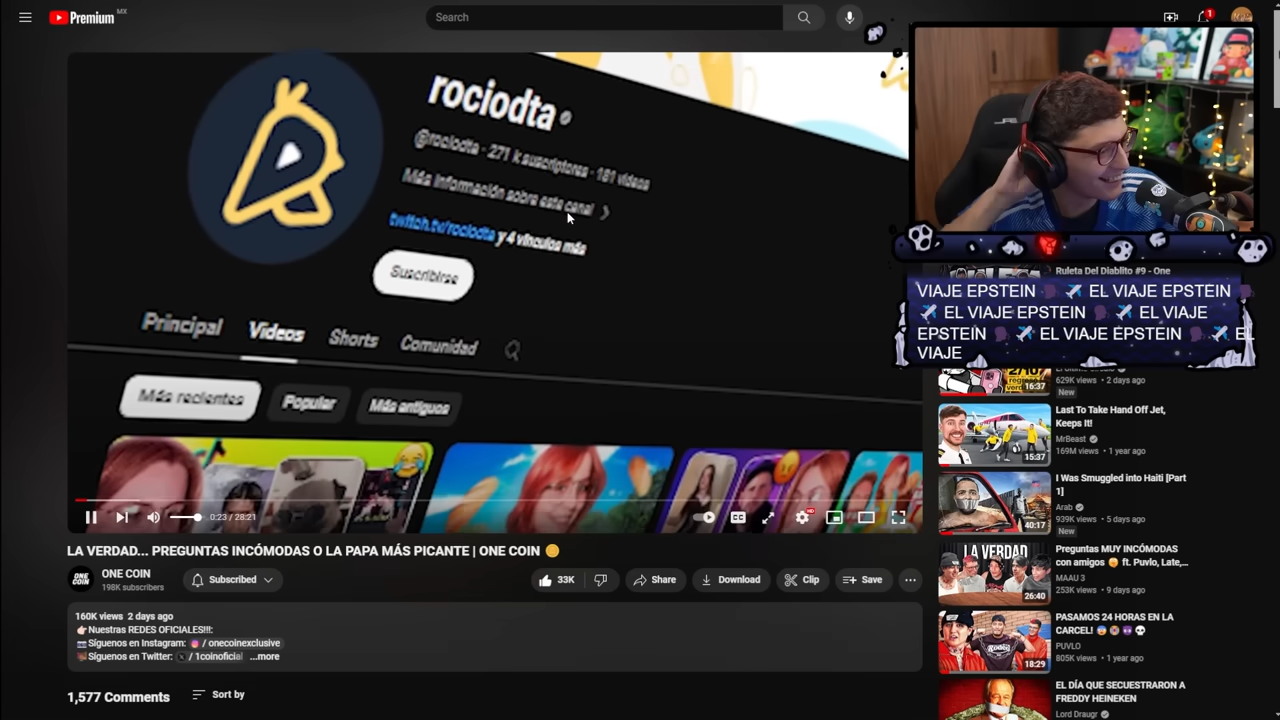 Premium MX
Search
1
rociodta
@rociodta · 271 k suscriptores · 181 videos
Más información sobre este canal
twitch.tv/rociodta y 4 vínculos más
Suscribirse
Principal
Videos
Shorts
Comunidad
Más recientes
Popular
Más antiguos
0:23 / 28:21
CC
HD
LA VERDAD... PREGUNTAS INCÓMODAS O LA PAPA MÁS PICANTE | ONE COIN
ONE COIN
ONE COIN
198K subscribers
Subscribed
33K
Share
Download
Clip
Save
160K views 2 days ago
Nuestras REDES OFICIALES!!!:
Síguenos en Instagram: / onecoinexclusive
Síguenos en Twitter: / 1coinoficial ...more
1,577 Comments
Sort by
Ruleta Del Diablito #9 - One
VIAJE EPSTEIN EL VIAJE EPSTEIN
EL VIAJE EPSTEIN EL VIAJE
EPSTEIN EL VIAJE EPSTEIN EL
VIAJE
16:37
629K views • 2 days ago
New
15:37
Last To Take Hand Off Jet,
Keeps It!
MrBeast
169M views • 1 year ago
40:17
I Was Smuggled into Haiti [Part
1]
Arab
939K views • 5 days ago
New
LA VERDAD
26:40
Preguntas MUY INCÓMODAS
con amigos ft. Puvlo, Late,...
MAAU 3
253K views • 9 days ago
18:29
PASAMOS 24 HORAS EN LA
CARCEL!
PUVLO
805K views • 1 year ago
EL DÍA QUE SECUESTRARON A
FREDDY HEINEKEN
Lord Draugr